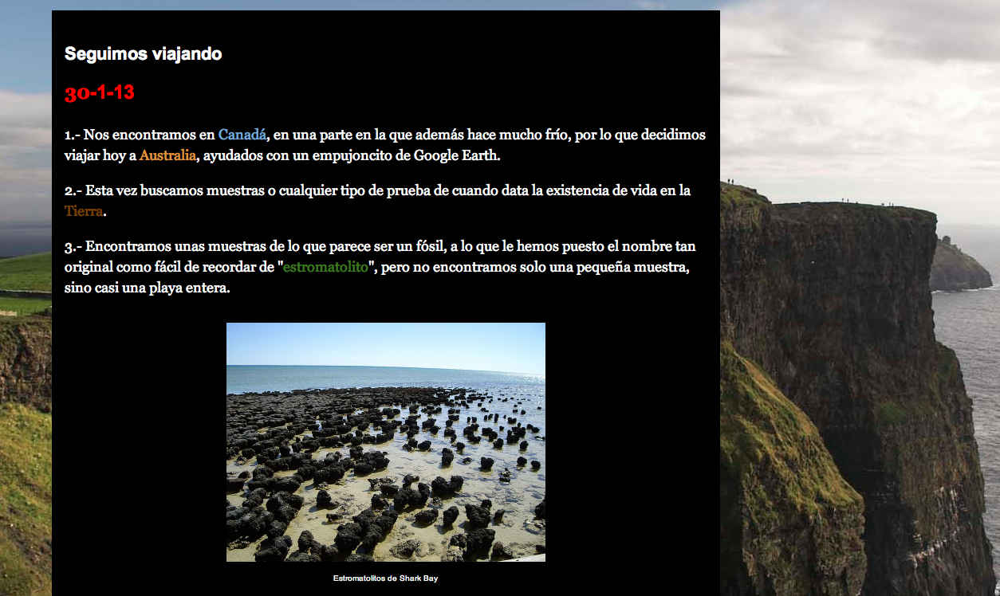 Seguimos viajando
30-1-13
1.- Nos encontramos en Canadá, en una parte en la que además hace mucho frío, por lo que decidimos
viajar hoy a Australia, ayudados con un empujoncito de Google Earth.
2.- Esta vez buscamos muestras o cualquier tipo de prueba de cuando data la existencia de vida en la
Tierra.
3.- Encontramos unas muestras de lo que parece ser un fósil, a lo que le hemos puesto el nombre tan
original como fácil de recordar de "estromatolito", pero no encontramos solo una pequeña muestra,
sino casi una playa entera.
Estromatolitos de Shark Bay